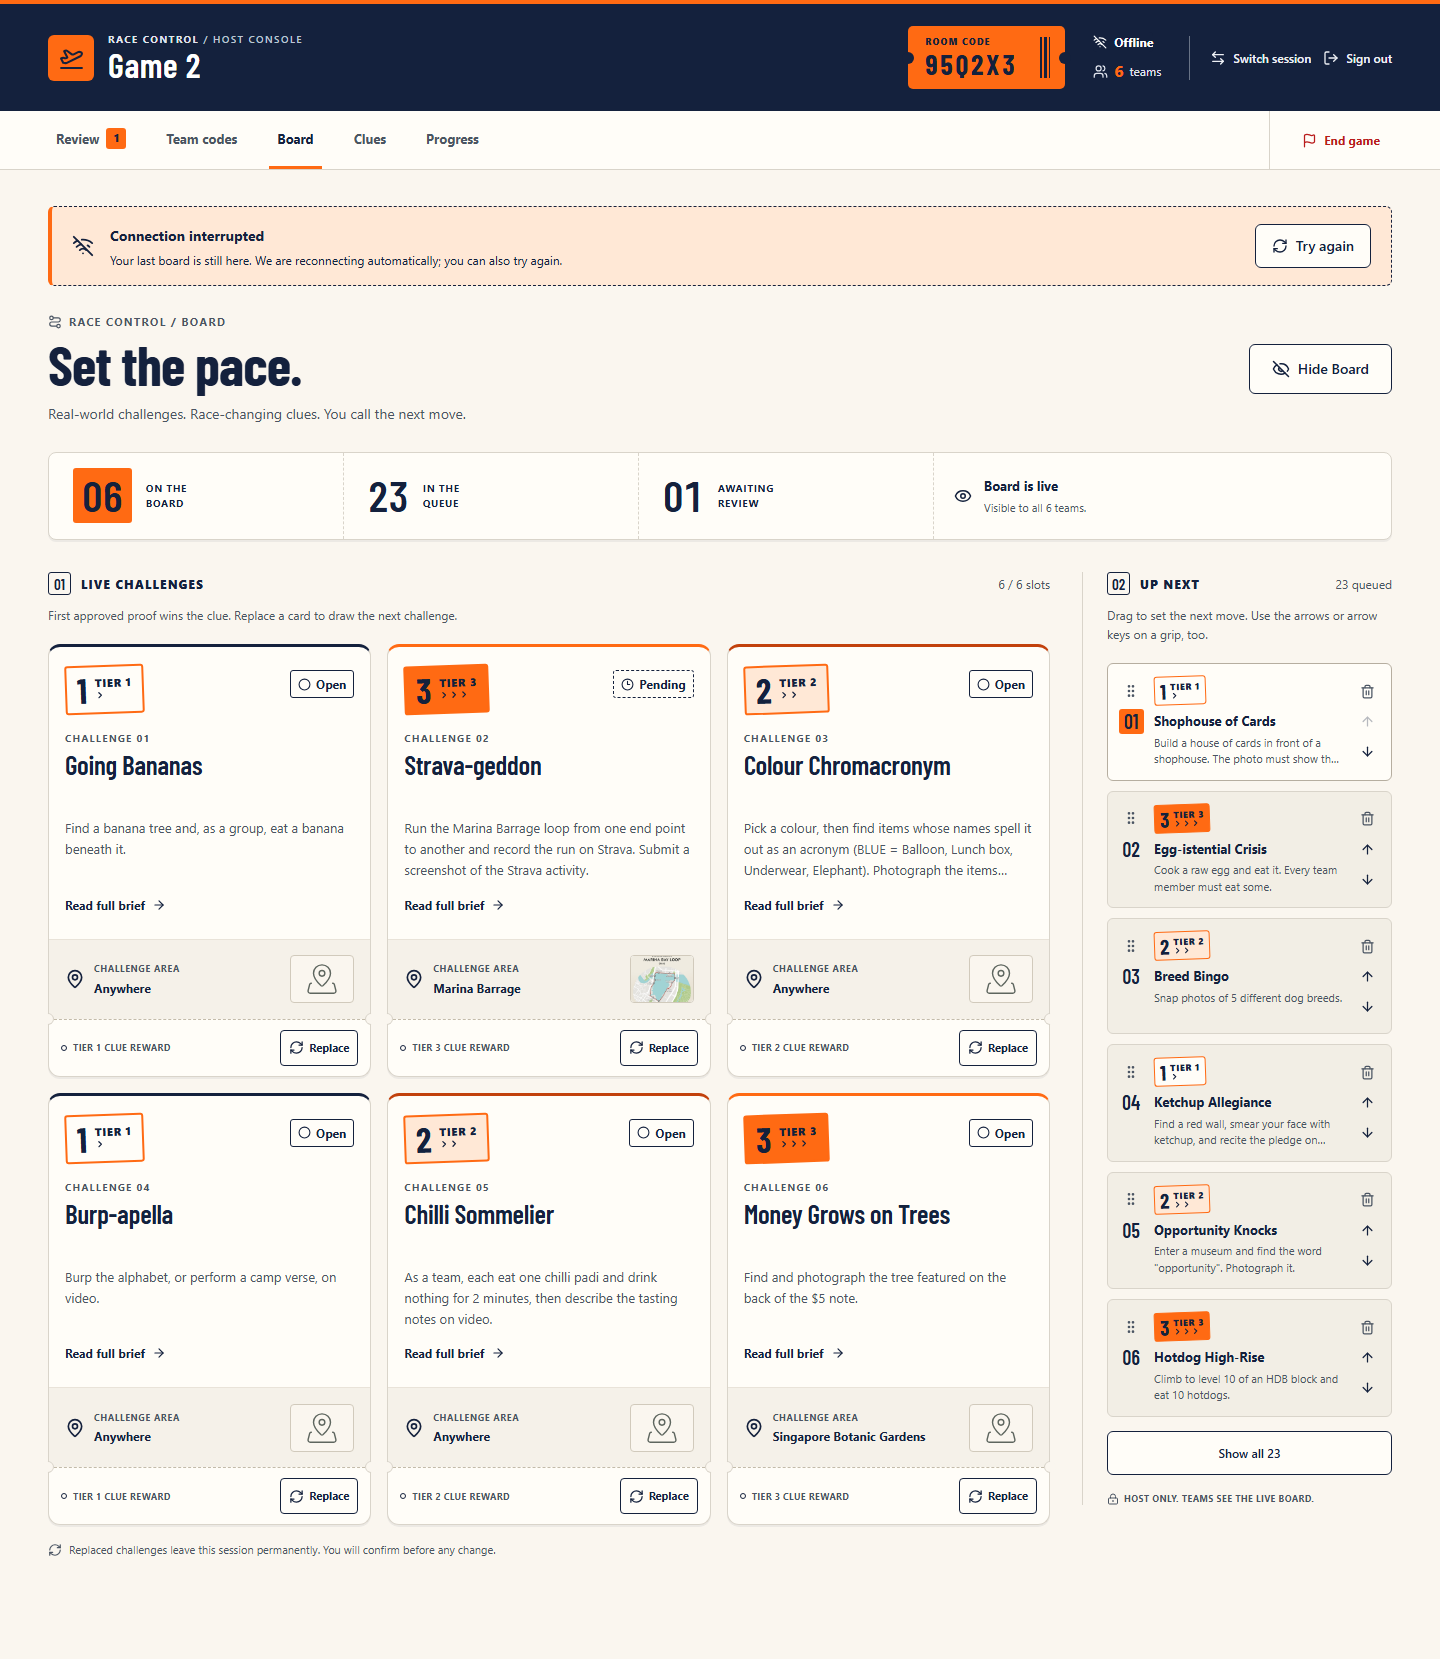 RACE CONTROL / HOST CONSOLE
Game 2
ROOM CODE
95Q2X3
Offline
6 teams
Switch session
Sign out
Review 1
Team codes
Board
Clues
Progress
End game
Connection interrupted
Your last board is still here. We are reconnecting automatically; you can also try again.
Try again
RACE CONTROL / BOARD
Set the pace.
Real-world challenges. Race-changing clues. You call the next move.
Hide Board
06
ON THE
BOARD
23
IN THE
QUEUE
01
AWAITING
REVIEW
Board is live
Visible to all 6 teams.
01 LIVE CHALLENGES
6 / 6 slots
First approved proof wins the clue. Replace a card to draw the next challenge.
1 TIER 1
Open
CHALLENGE 01
Going Bananas
Find a banana tree and, as a group, eat a banana
beneath it.
Read full brief
CHALLENGE AREA
Anywhere
TIER 1 CLUE REWARD
Replace
3 TIER 3
Pending
CHALLENGE 02
Strava-geddon
Run the Marina Barrage loop from one end point
to another and record the run on Strava. Submit a
screenshot of the Strava activity.
Read full brief
CHALLENGE AREA
Marina Barrage
MARINA BAY LOOP
TIER 3 CLUE REWARD
Replace
2 TIER 2
Open
CHALLENGE 03
Colour Chromacronym
Pick a colour, then find items whose names spell it
out as an acronym (BLUE = Balloon, Lunch box,
Underwear, Elephant). Photograph the items...
Read full brief
CHALLENGE AREA
Anywhere
TIER 2 CLUE REWARD
Replace
1 TIER 1
Open
CHALLENGE 04
Burp-apella
Burp the alphabet, or perform a camp verse, on
video.
Read full brief
CHALLENGE AREA
Anywhere
TIER 1 CLUE REWARD
Replace
2 TIER 2
Open
CHALLENGE 05
Chilli Sommelier
As a team, each eat one chilli padi and drink
nothing for 2 minutes, then describe the tasting
notes on video.
Read full brief
CHALLENGE AREA
Anywhere
TIER 2 CLUE REWARD
Replace
3 TIER 3
Open
CHALLENGE 06
Money Grows on Trees
Find and photograph the tree featured on the
back of the $5 note.
Read full brief
CHALLENGE AREA
Singapore Botanic Gardens
TIER 3 CLUE REWARD
Replace
Replaced challenges leave this session permanently. You will confirm before any change.
02 UP NEXT
23 queued
Drag to set the next move. Use the arrows or arrow
keys on a grip, too.
1 TIER 1
01 Shophouse of Cards
Build a house of cards in front of a
shophouse. The photo must show th...
3 TIER 3
02 Egg-istential Crisis
Cook a raw egg and eat it. Every team
member must eat some.
2 TIER 2
03 Breed Bingo
Snap photos of 5 different dog breeds.
1 TIER 1
04 Ketchup Allegiance
Find a red wall, smear your face with
ketchup, and recite the pledge on...
2 TIER 2
05 Opportunity Knocks
Enter a museum and find the word
"opportunity". Photograph it.
3 TIER 3
06 Hotdog High-Rise
Climb to level 10 of an HDB block and
eat 10 hotdogs.
Show all 23
HOST ONLY. TEAMS SEE THE LIVE BOARD.